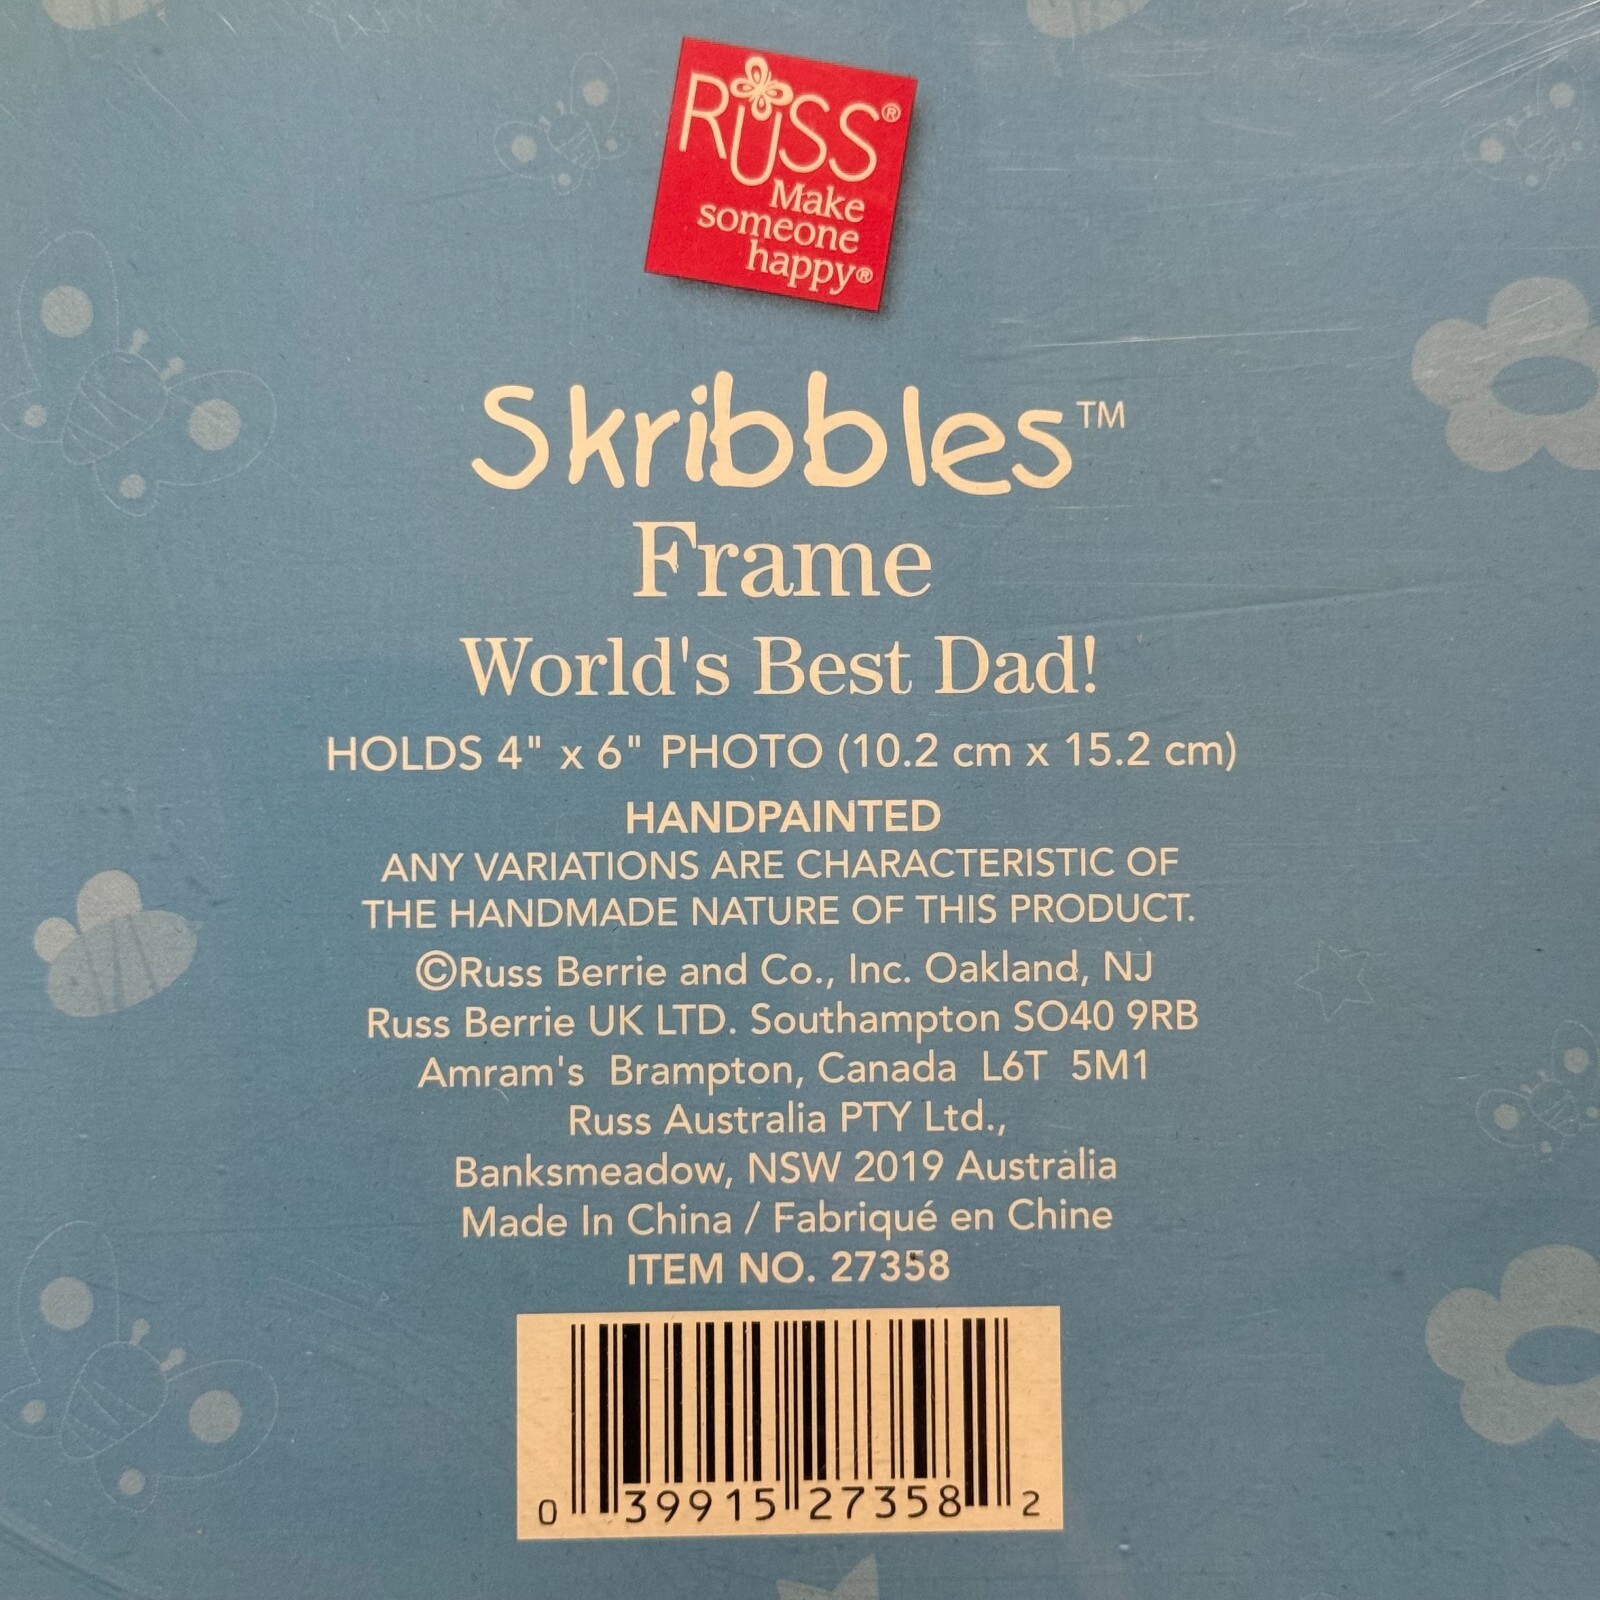 RUSS®
Make
someone
happy®
Skribbles™
Frame
World's Best Dad!
HOLDS 4" x 6" PHOTO (10.2 cm x 15.2 cm)
HANDPAINTED
ANY VARIATIONS ARE CHARACTERISTIC OF
THE HANDMADE NATURE OF THIS PRODUCT.
©Russ Berrie and Co., Inc. Oakland, NJ
Russ Berrie UK LTD. Southampton SO40 9RB
Amram's Brampton, Canada L6T 5M1
Russ Australia PTY Ltd.,
Banksmeadow, NSW 2019 Australia
Made In China / Fabriqué en Chine
ITEM NO. 27358
0 39915 27358 2